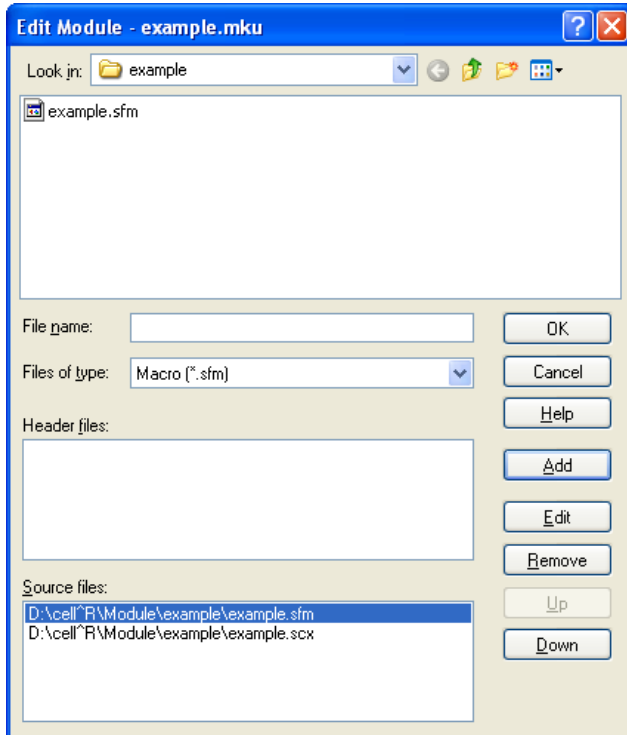 Edit Module - example.mku
Look in: example
example.sfm
File name:
OK
Files of type: Macro (*.sfm)
Cancel
Help
Header files:
Add
Edit
Remove
Source files:
Up
D:\cell^R\Module\example\example.sfm
D:\cell^R\Module\example\example.scx
Down